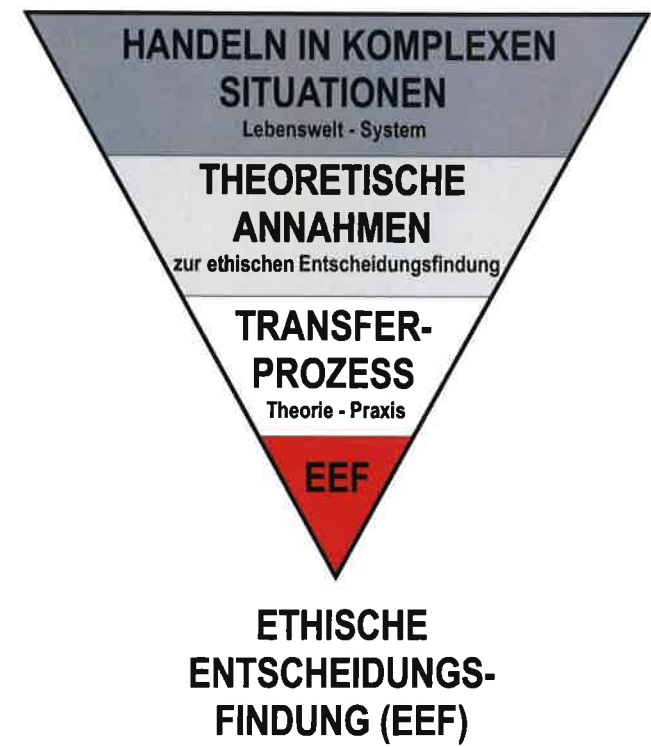 HANDELN IN KOMPLEXEN
SITUATIONEN
Lebenswelt - System
THEORETISCHE
ANNAHMEN
zur ethischen Entscheidungsfindung
TRANSFER-
PROZESS
Theorie - Praxis
EEF
ETHISCHE
ENTSCHEIDUNGS-
FINDUNG (EEF)